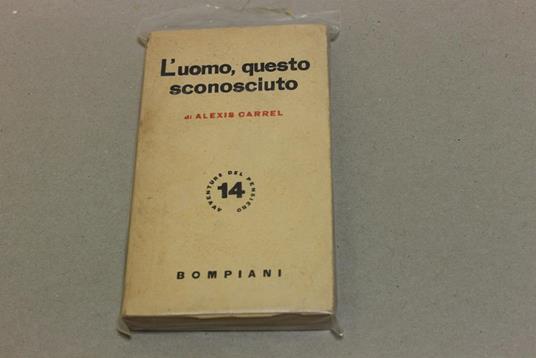 L'uomo, questo
sconosciuto
di ALEXIS CARREL
AVVENTURE DEL PENSIERO
14
BOMPIANI